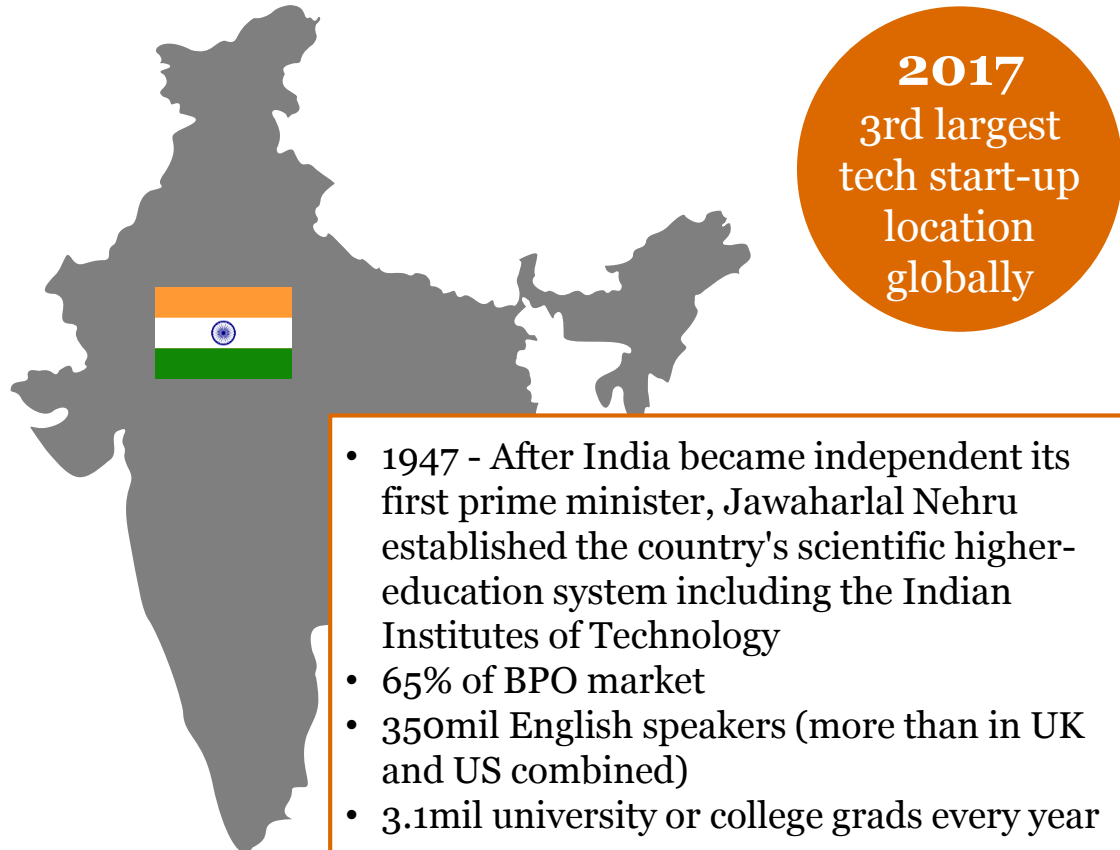 2017
3rd largest
tech start-up
location
globally
• 1947 - After India became independent its
first prime minister, Jawaharlal Nehru
established the country's scientific higher-
education system including the Indian
Institutes of Technology
• 65% of BPO market
• 350mil English speakers (more than in UK
and US combined)
• 3.1mil university or college grads every year